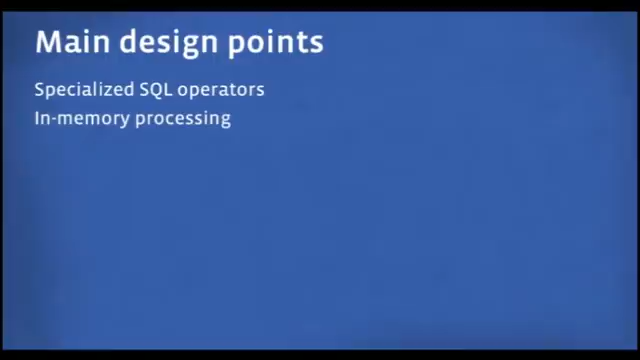 Main design points
Specialized SQL operators
In-memory processing